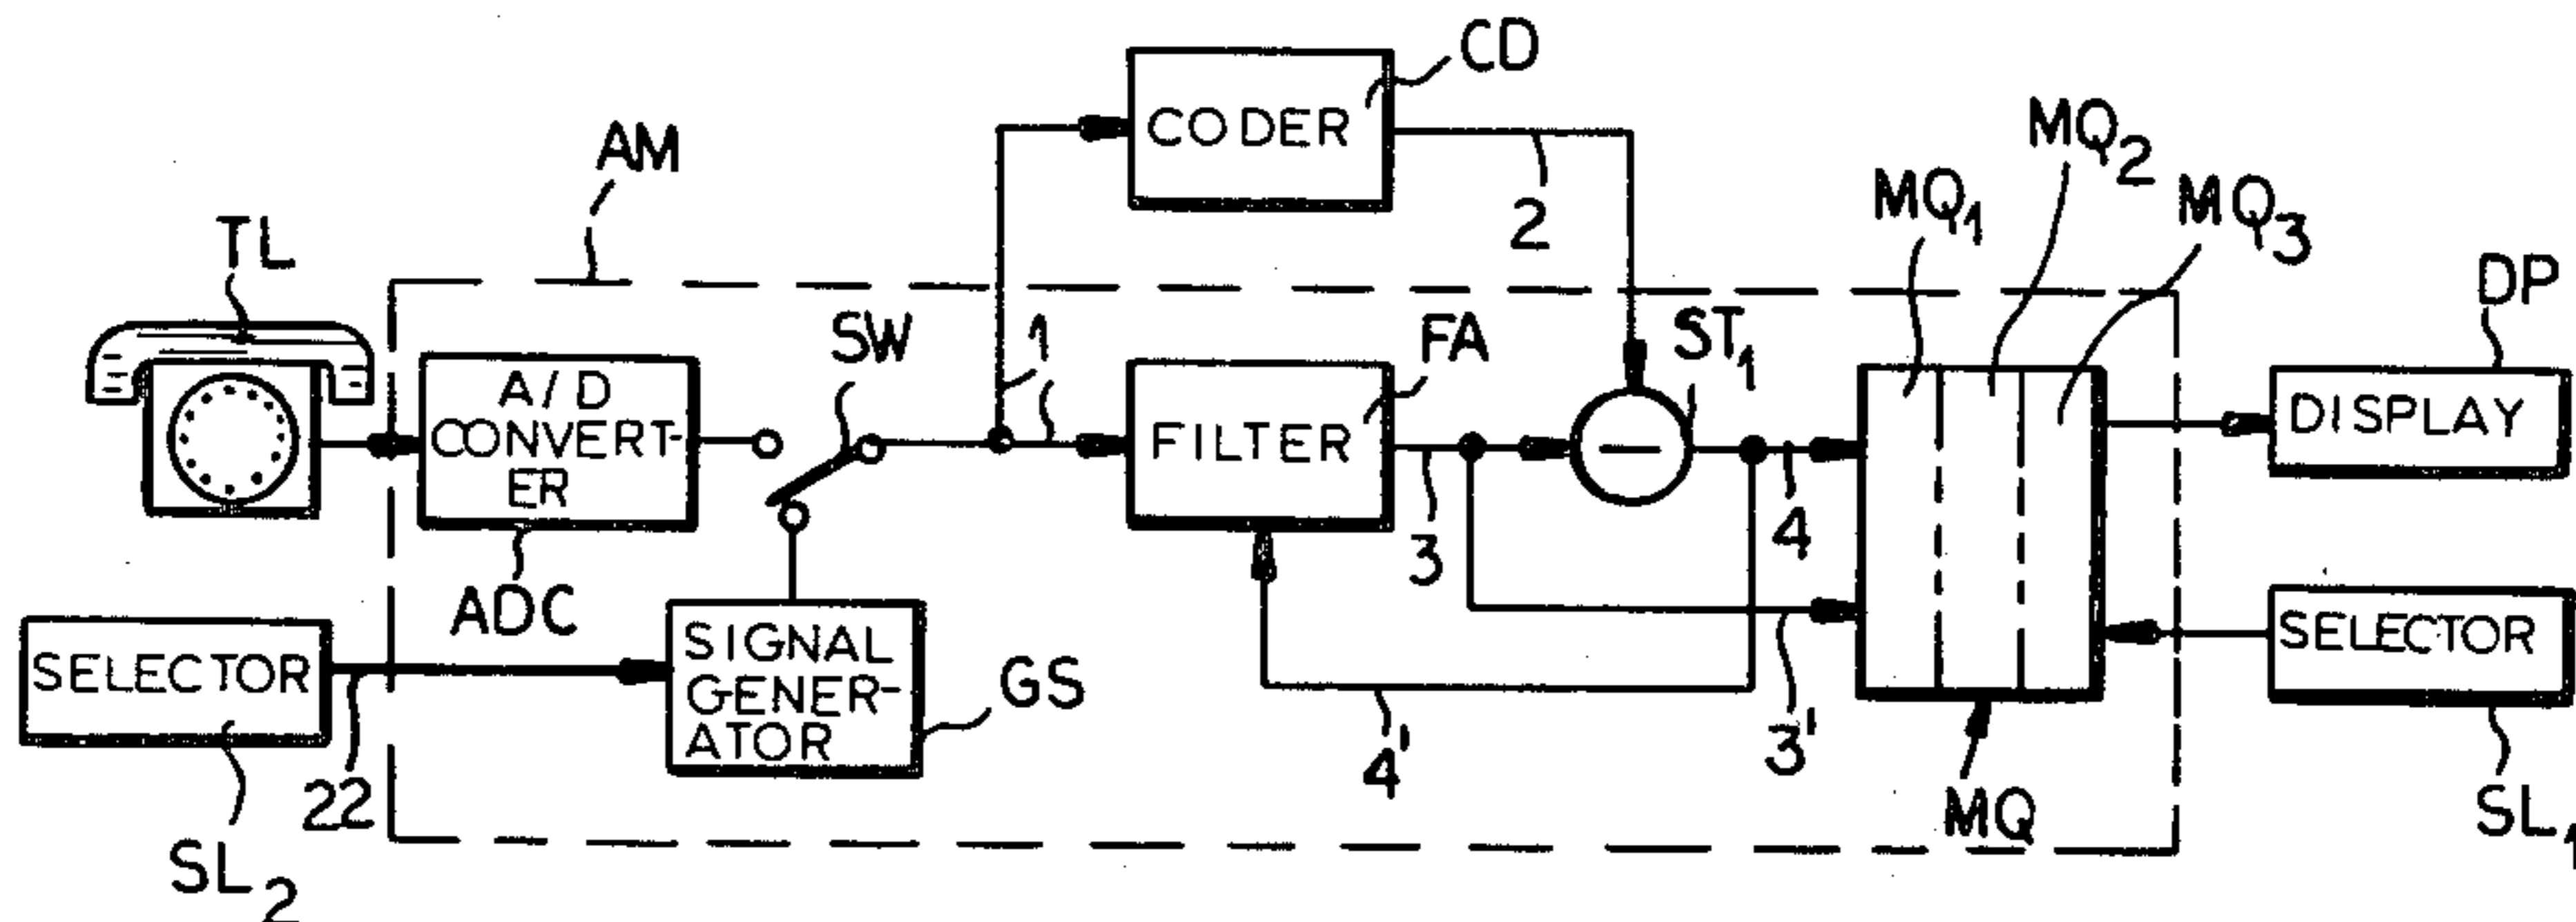 CD
CODER
AM
MQ2
2
MQ1
MQ3
TL
DP
1
SW
FA
ST1
A/D
CONVERT-
ER
FILTER
—
DISPLAY
3
4
ADC
SIGNAL
GENER-
ATOR
SELECTOR
SELECTOR
GS
22
4'
3'
MQ
SL1
SL2